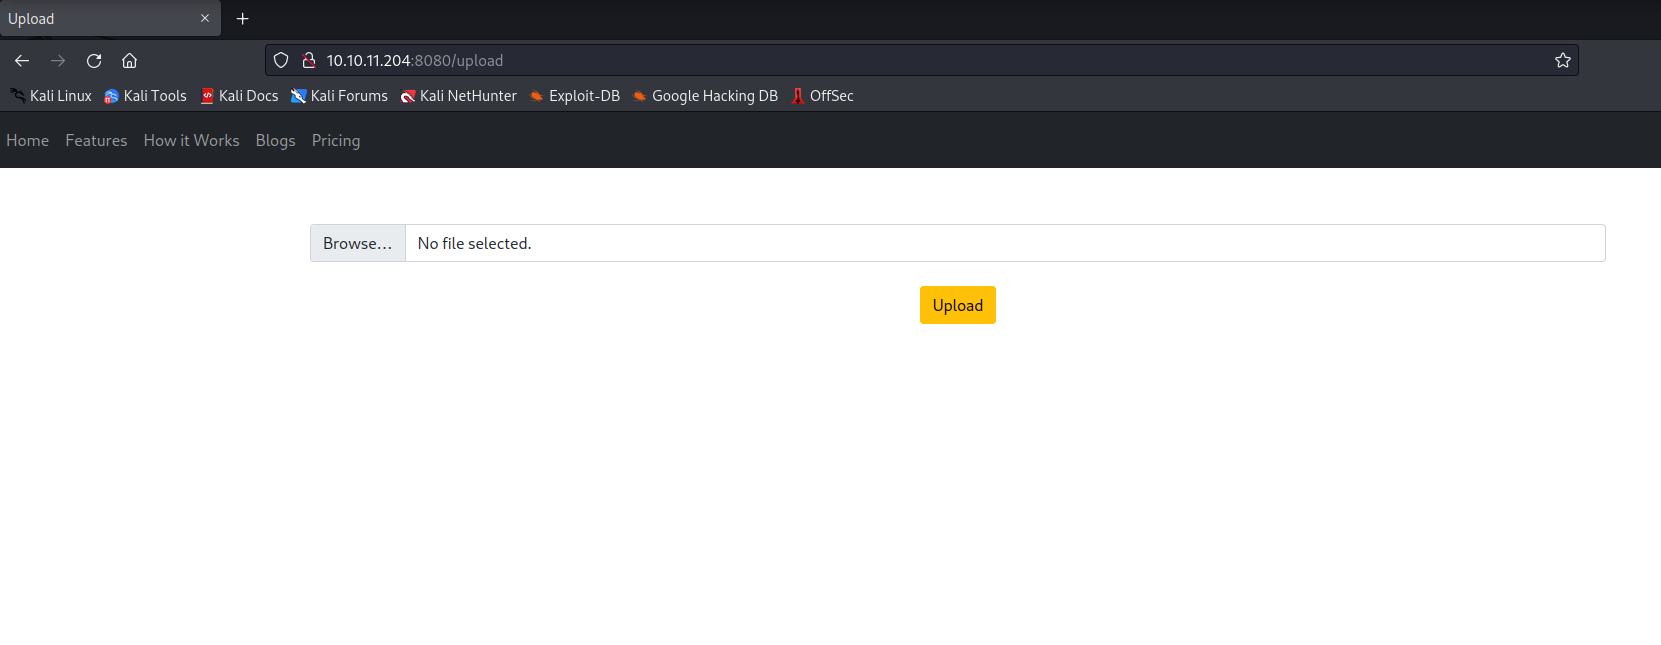 Upload
10.10.11.204:8080/upload
Kali Linux Kali Tools Kali Docs Kali Forums Kali NetHunter Exploit-DB Google Hacking DB OffSec
Home Features How it Works Blogs Pricing
Browse... No file selected.
Upload